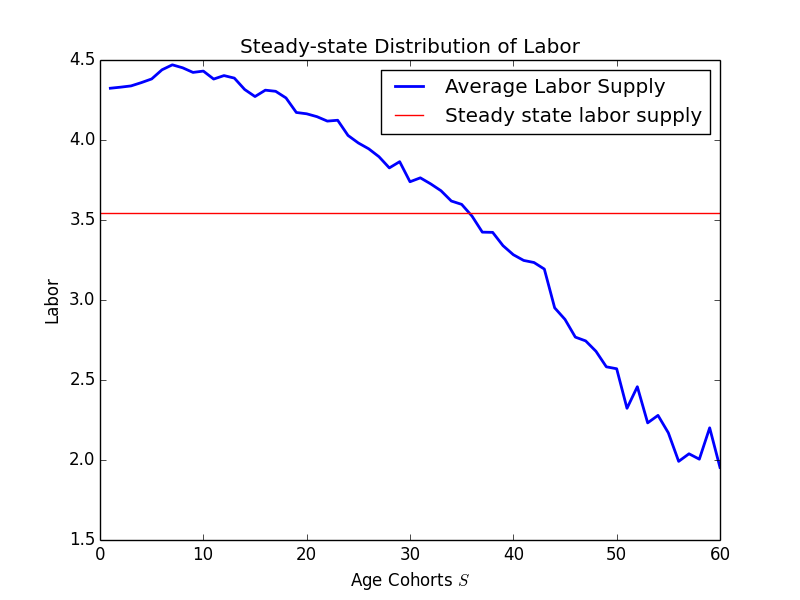 Steady-state Distribution of Labor
Average Labor Supply
Steady state labor supply
Labor
4.5
4.0
3.5
3.0
2.5
2.0
1.5
0 10 20 30 40 50 60
Age Cohorts S